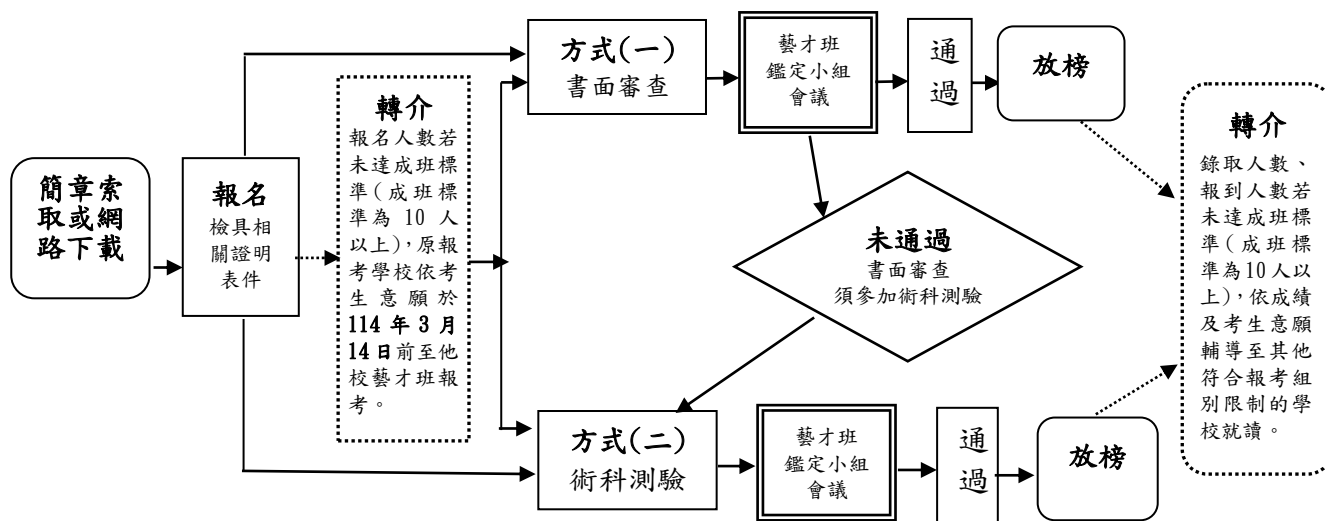 簡章索
取或網
路下載
報名
檢具相
關證明
表件
轉介
報名人數若
未達成班標
準(成班標
準為 10 人
以上)，原報
考學校依考
生意願於
114 年 3 月
14 日前至他
校藝才班報
考。
方式(一)
書面審查
藝才班
鑑定小組
會議
通
過
放榜
未通過
書面審查
須參加術科測驗
方式(二)
術科測驗
藝才班
鑑定小組
會議
通
過
放榜
轉介
錄取人數、
報到人數若
未達成班標
準(成班標
準為10人以
上)，依成績
及考生意願
輔導至其他
符合報考組
別限制的學
校就讀。